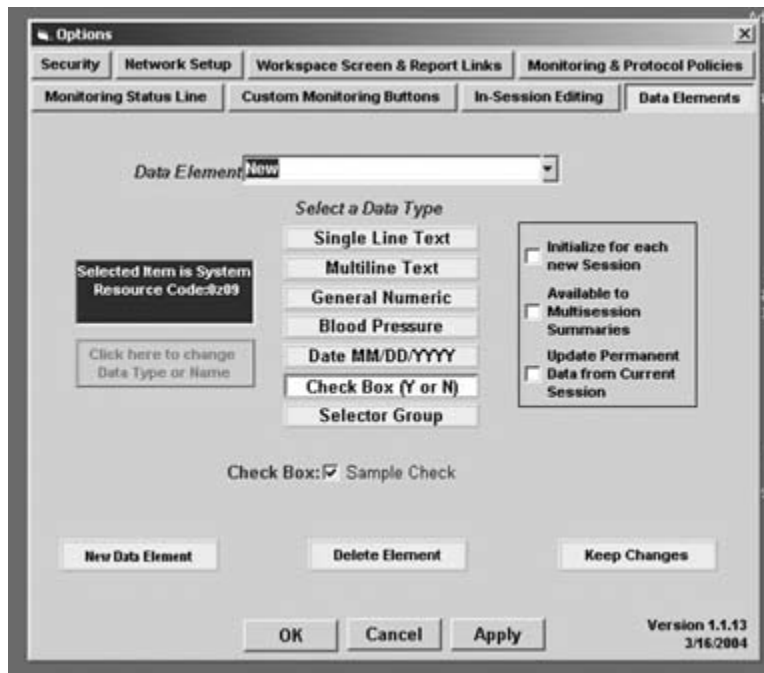 Options
Security Network Setup Workspace Screen & Report Links Monitoring & Protocol Policies
Monitoring Status Line Custom Monitoring Buttons In-Session Editing Data Elements
Data Element New
Select a Data Type
Single Line Text
Multiline Text
General Numeric
Blood Pressure
Date MM/DD/YYYY
Check Box (Y or N)
Selector Group
Selected Item is System
Resource Code:0z09
Click here to change
Data Type or Name
Initialize for each
new Session
Available to
Multisession
Summaries
Update Permanent
Data from Current
Session
Check Box: Sample Check
New Data Element Delete Element Keep Changes
OK Cancel Apply
Version 1.1.13
3/16/2004